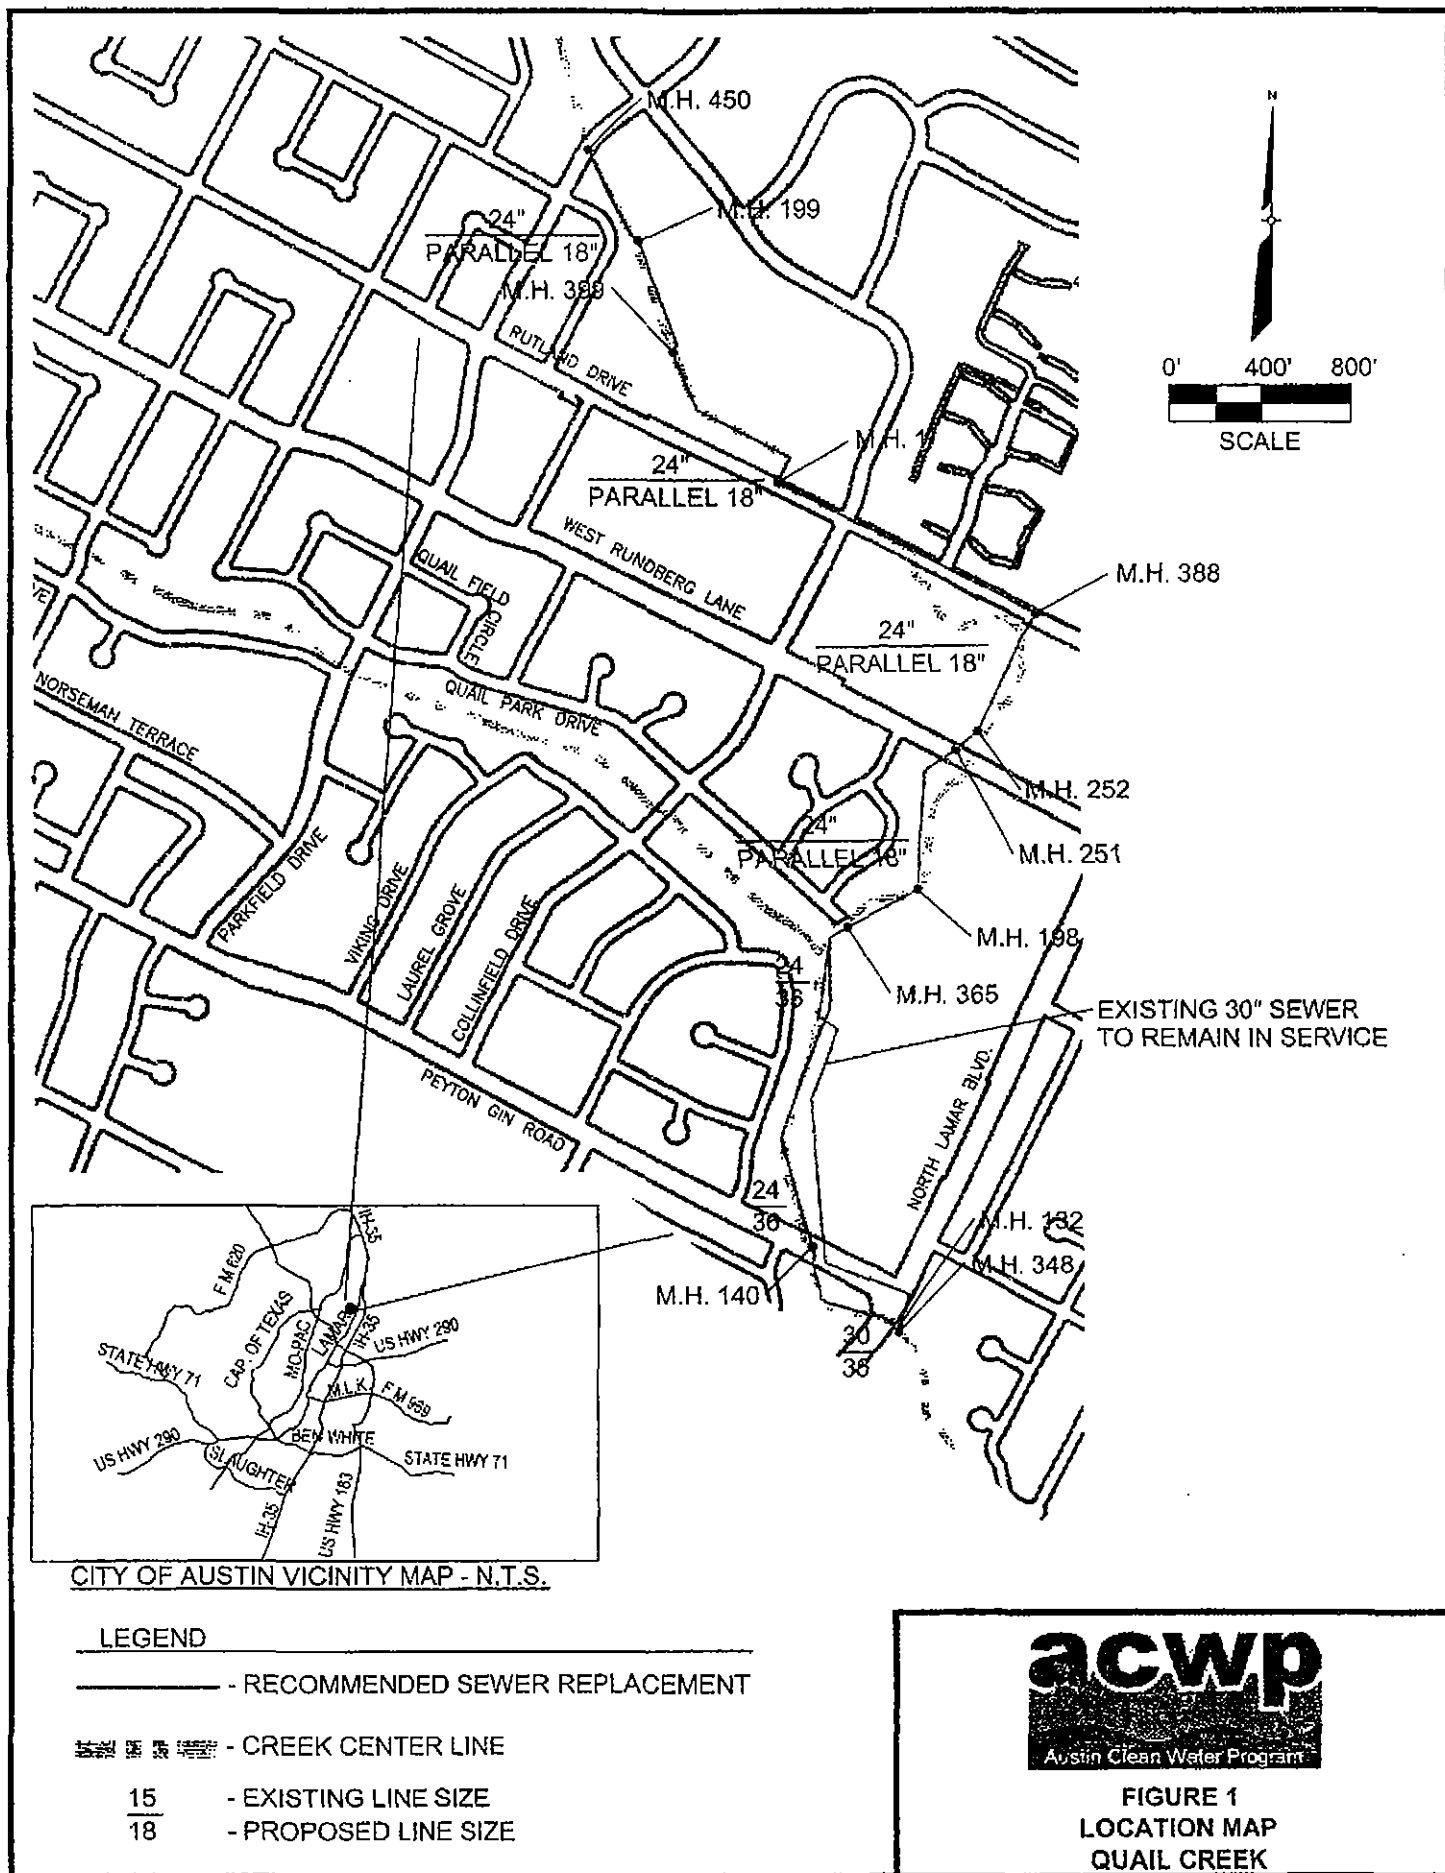 M.H. 450
M.H. 199
24"
PARALLEL 18"
M.H. 399
RUTLAND DRIVE
N
0' 400' 800'
SCALE
M.H. 1
24"
PARALLEL 18"
WEST RUNDBERG LANE
QUAIL FIELD
CIRCLE
M.H. 388
24"
PARALLEL 18"
QUAIL PARK DRIVE
NORSEMAN TERRACE
M.H. 252
24"
PARALLEL 18"
M.H. 251
PARKFIELD DRIVE
VIKING DRIVE
LAUREL GROVE
COLLINFIELD DRIVE
M.H. 198
24
36
M.H. 365
EXISTING 30" SEWER
TO REMAIN IN SERVICE
PEYTON GIN ROAD
NORTH LAMAR BLVD.
24
36
M.H. 132
M.H. 348
M.H. 140
30
36
IH-35
F M 620
CAP. OF TEXAS
MO-PAC
LAMAR
IH-35
US HWY 290
STATE HWY 71
M.L.K.
F M 969
BEN WHITE
US HWY 290
SLAUGHTER
STATE HWY 71
IH-35
US HWY 183
CITY OF AUSTIN VICINITY MAP - N.T.S.
LEGEND
- RECOMMENDED SEWER REPLACEMENT
- CREEK CENTER LINE
15 - EXISTING LINE SIZE
18 - PROPOSED LINE SIZE
acwp
Austin Clean Water Program
FIGURE 1
LOCATION MAP
QUAIL CREEK